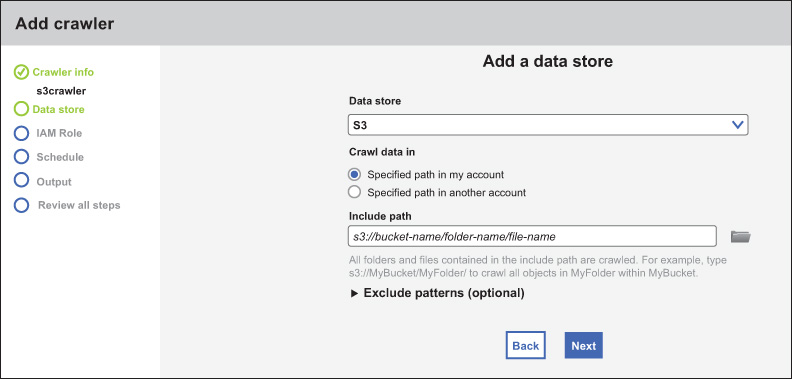 Add crawler
Crawler info
s3crawler
Data store
IAM Role
Schedule
Output
Review all steps
Add a data store
Data store
S3
Crawl data in
Specified path in my account
Specified path in another account
Include path
s3://bucket-name/folder-name/file-name
All folders and files contained in the include path are crawled. For example, type
s3://MyBucket/MyFolder/ to crawl all objects in MyFolder within MyBucket.
Exclude patterns (optional)
Back
Next